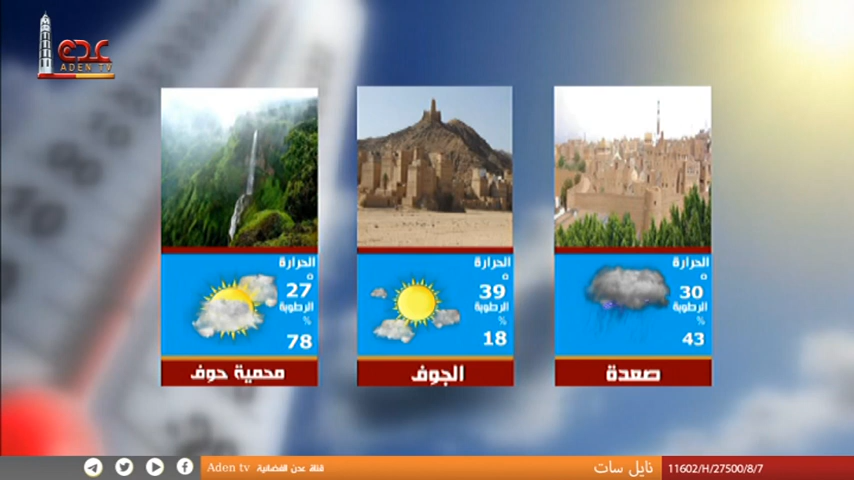 عدن
ADEN TV
الحرارة
°
30
الرطوبة
%
43
صعدة
الحرارة
°
39
الرطوبة
%
18
الجوف
الحرارة
°
27
الرطوبة
%
78
محمية حوف
Aden tv قناة عدن الفضائية
نايل سات
11602/H/27500/8/7